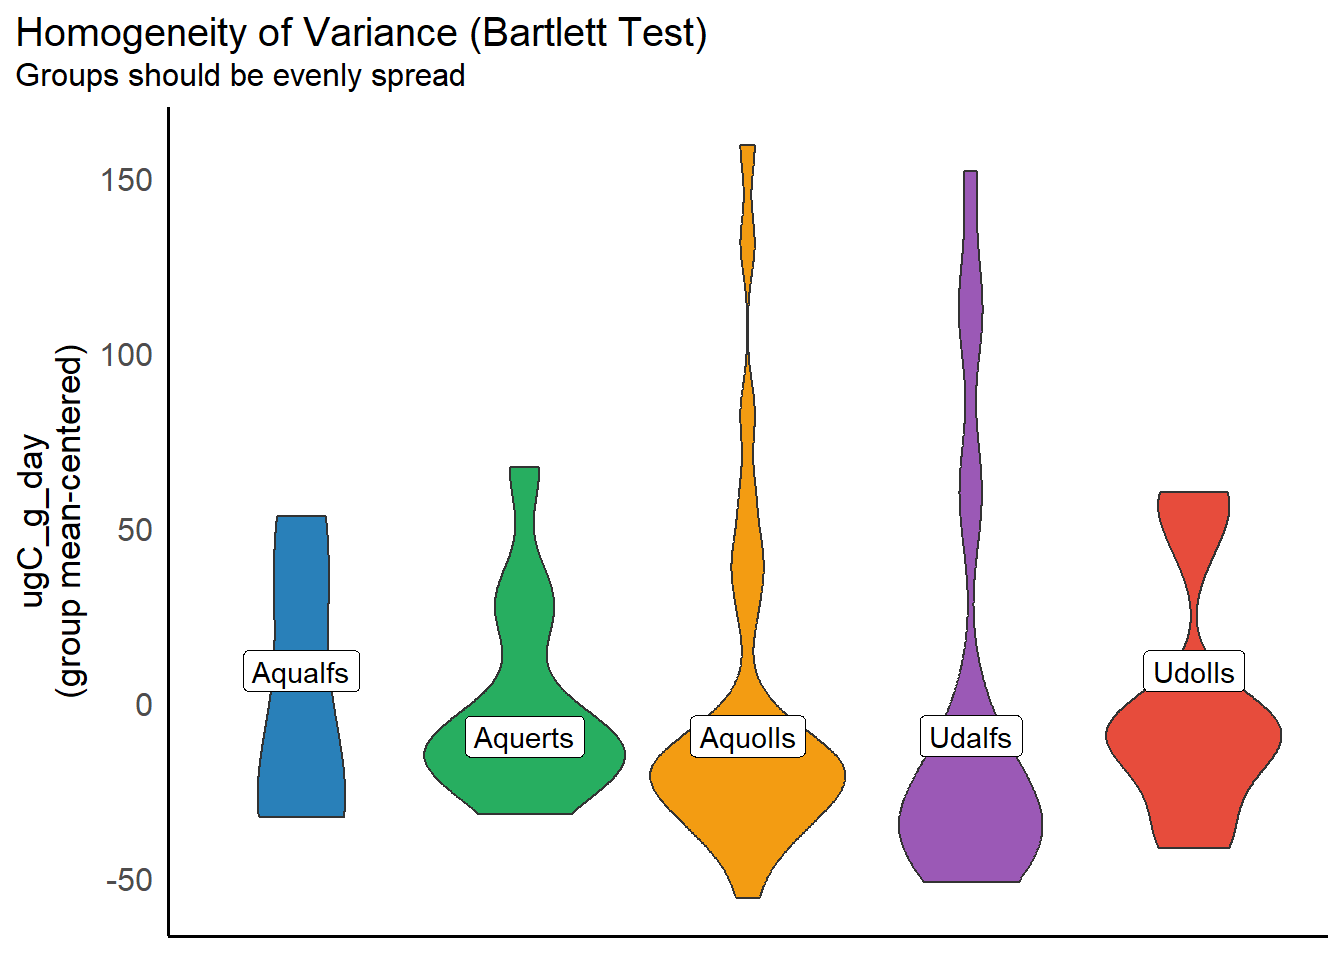 Homogeneity of Variance (Bartlett Test)
Groups should be evenly spread
ugC_g_day
(group mean-centered)
150
100
50
0
-50
Aqualfs
Aquerts
Aquolls
Udalfs
Udolls